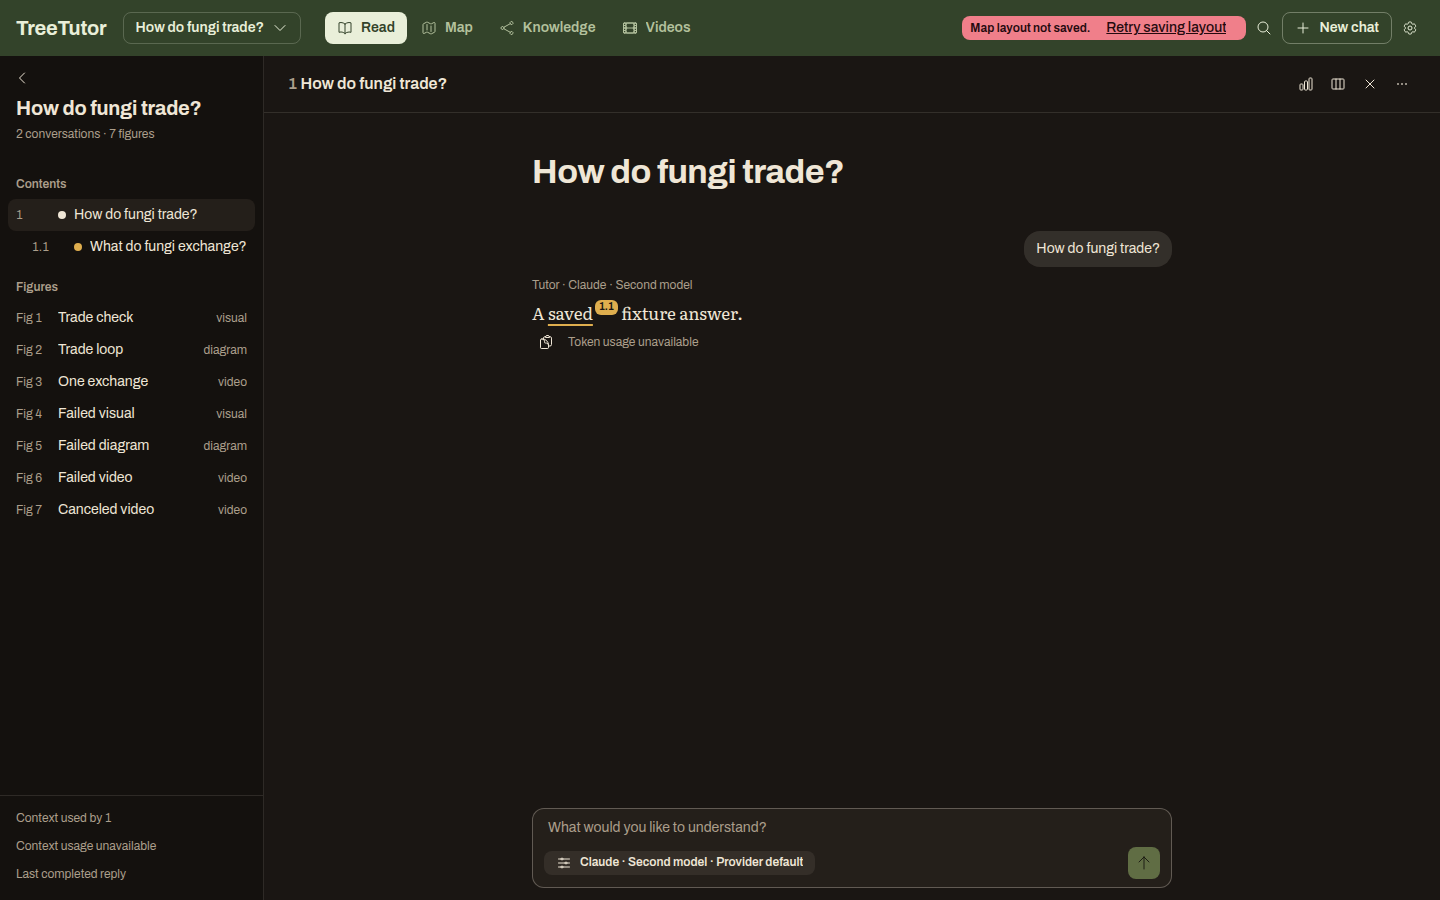 TreeTutor
How do fungi trade?
Read
Map
Knowledge
Videos
Map layout not saved.
Retry saving layout
New chat
How do fungi trade?
2 conversations · 7 figures
Contents
1 How do fungi trade?
1.1 What do fungi exchange?
Figures
Fig 1 Trade check visual
Fig 2 Trade loop diagram
Fig 3 One exchange video
Fig 4 Failed visual visual
Fig 5 Failed diagram diagram
Fig 6 Failed video video
Fig 7 Canceled video video
Context used by 1
Context usage unavailable
Last completed reply
1 How do fungi trade?
How do fungi trade?
How do fungi trade?
Tutor · Claude · Second model
A saved 1.1 fixture answer.
Token usage unavailable
What would you like to understand?
Claude · Second model · Provider default